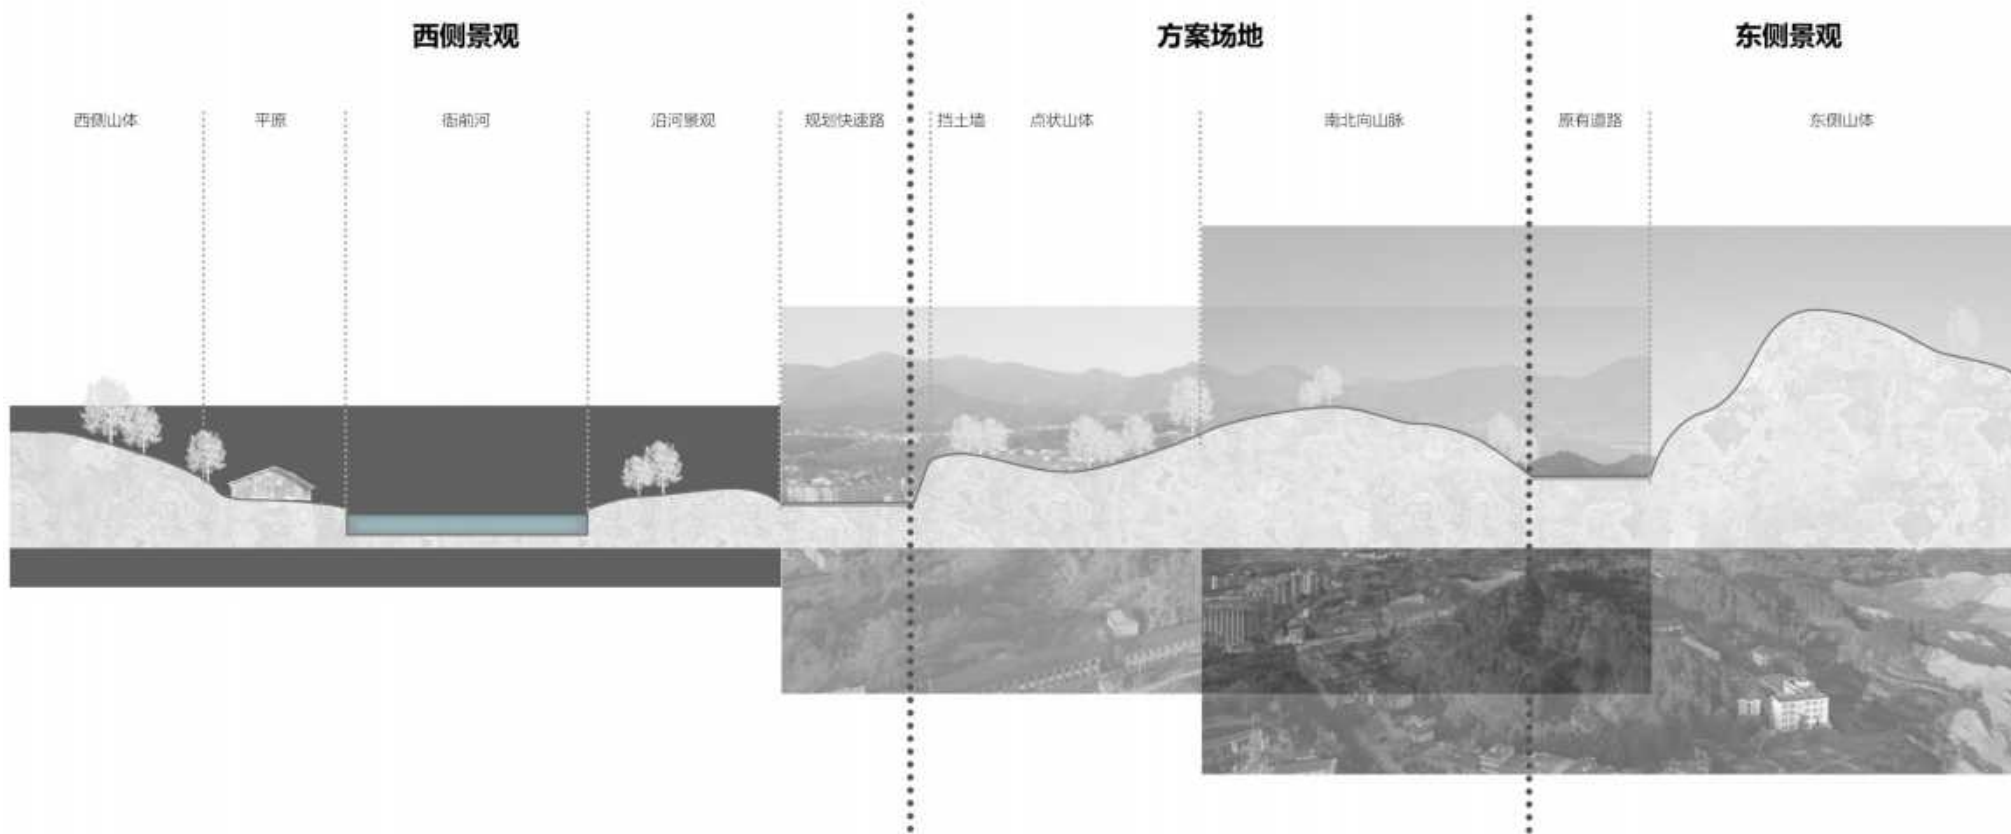 西侧景观
方案场地
东侧景观
西侧山体
平原
衙前河
沿河景观
规划快速路
挡土墙
点状山体
南北向山脉
原有道路
东侧山体